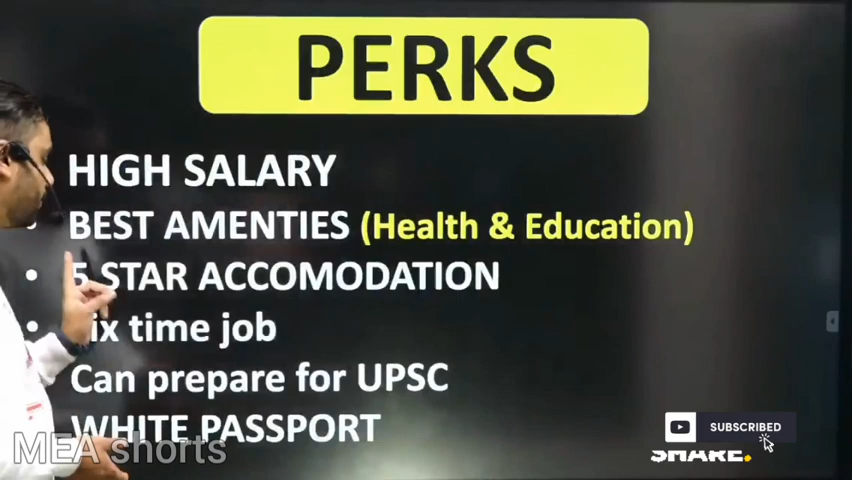 PERKS
HIGH SALARY
BEST AMENTIES (Health & Education)
5 STAR ACCOMODATION
ix time job
Can prepare for UPSC
WHITE PASSPORT
MEA shorts
SUBSCRIBED
SHARE.